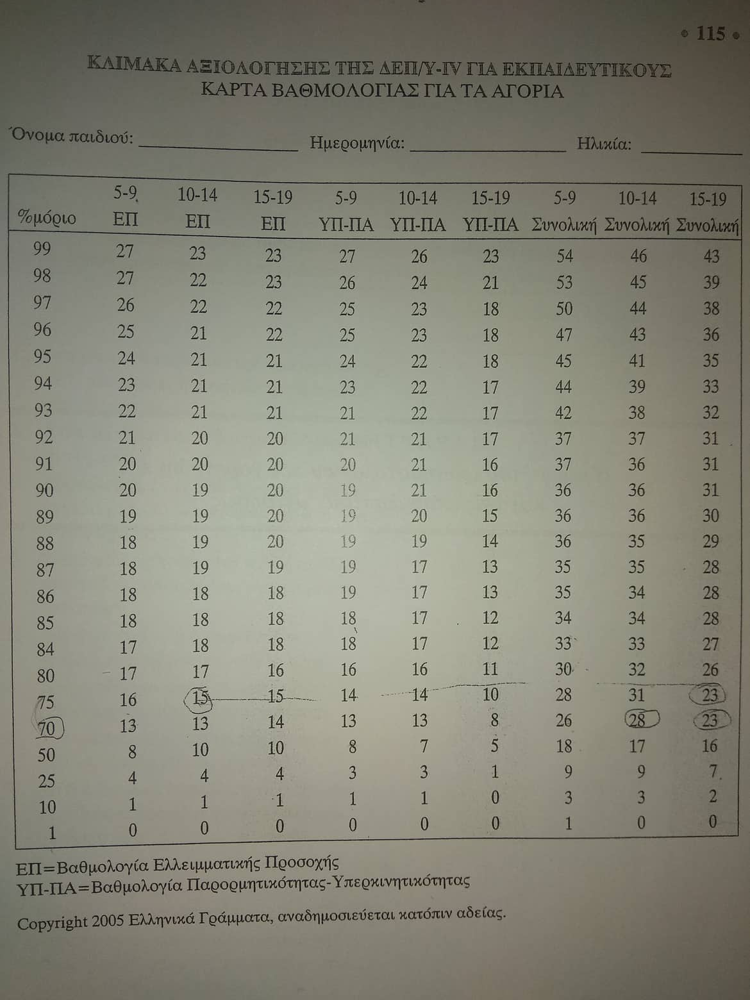 • 115 •
ΚΛΙΜΑΚΑ ΑΞΙΟΛΟΓΗΣΗΣ ΤΗΣ ΔΕΠ/Υ-IV ΓΙΑ ΕΚΠΑΙΔΕΥΤΙΚΟΥΣ
ΚΑΡΤΑ ΒΑΘΜΟΛΟΓΙΑΣ ΓΙΑ ΤΑ ΑΓΟΡΙΑ
Όνομα παιδιού: Ημερομηνία: Ηλικία:
5-9 10-14 15-19 5-9 10-14 15-19 5-9 10-14 15-19
%μόριο ΕΠ ΕΠ ΕΠ ΥΠ-ΠΑ ΥΠ-ΠΑ ΥΠ-ΠΑ Συνολική Συνολική Συνολική
99 27 23 23 27 26 23 54 46 43
98 27 22 23 26 24 21 53 45 39
97 26 22 22 25 23 18 50 44 38
96 25 21 22 25 23 18 47 43 36
95 24 21 21 24 22 18 45 41 35
94 23 21 21 23 22 17 44 39 33
93 22 21 21 21 22 17 42 38 32
92 21 20 20 21 21 17 37 37 31
91 20 20 20 20 21 16 37 36 31
90 20 19 20 19 21 16 36 36 31
89 19 19 20 19 20 15 36 36 30
88 18 19 20 19 19 14 36 35 29
87 18 19 19 19 17 13 35 35 28
86 18 18 18 19 17 13 35 34 28
85 18 18 18 18 17 12 34 34 28
84 17 18 18 18 17 12 33 33 27
80 17 17 16 16 16 11 30 32 26
75 16 15 15 14 14 10 28 31 23
70 13 13 14 13 13 8 26 28 23
50 8 10 10 8 7 5 18 17 16
25 4 4 4 3 3 1 9 9 7
10 1 1 1 1 1 0 3 3 2
1 0 0 0 0 0 0 1 0 0
ΕΠ=Βαθμολογία Ελλειμματικής Προσοχής
ΥΠ-ΠΑ=Βαθμολογία Παρορμητικότητας-Υπερκινητικότητας
Copyright 2005 Ελληνικά Γράμματα, αναδημοσιεύεται κατόπιν αδείας.